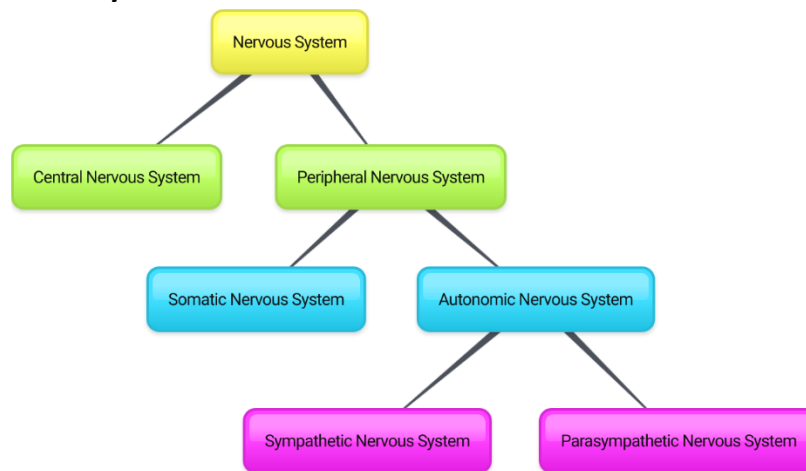 Nervous System
Central Nervous System
Peripheral Nervous System
Somatic Nervous System
Autonomic Nervous System
Sympathetic Nervous System
Parasympathetic Nervous System